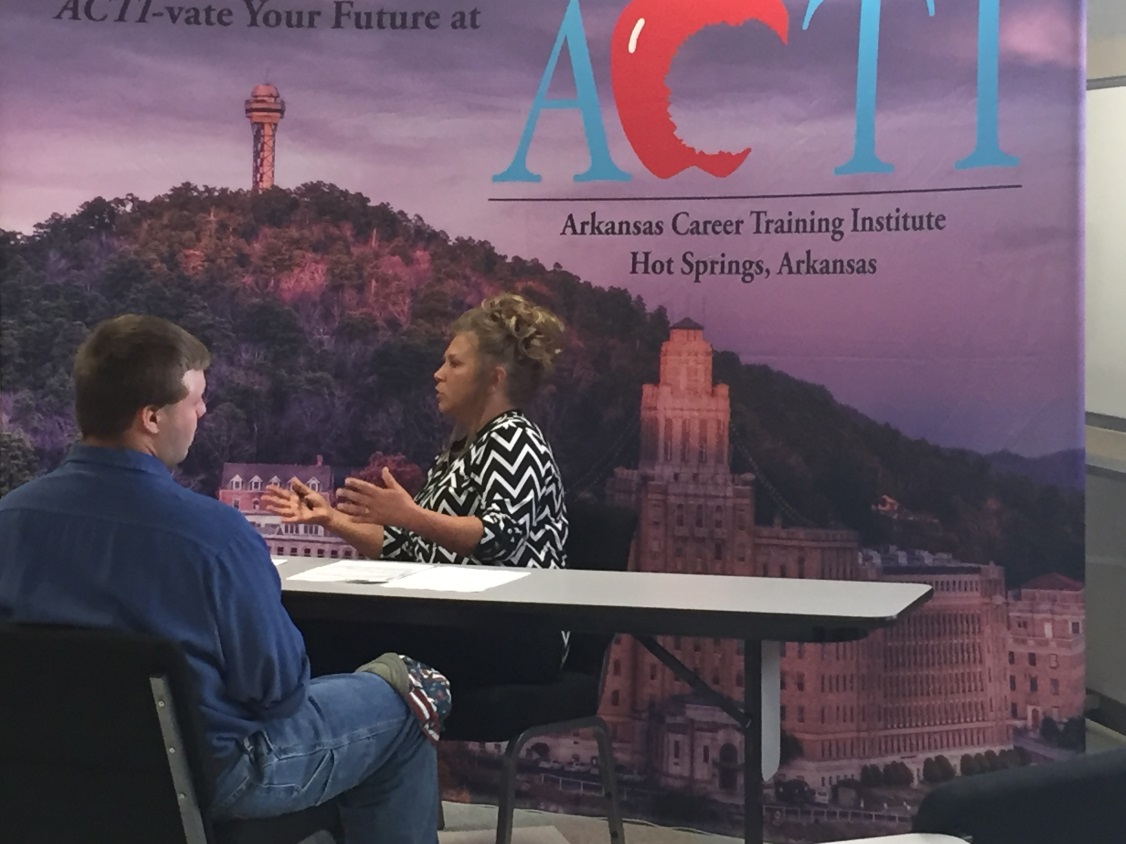 ACTI-vate Your Future at
ACTI
Arkansas Career Training Institute
Hot Springs, Arkansas